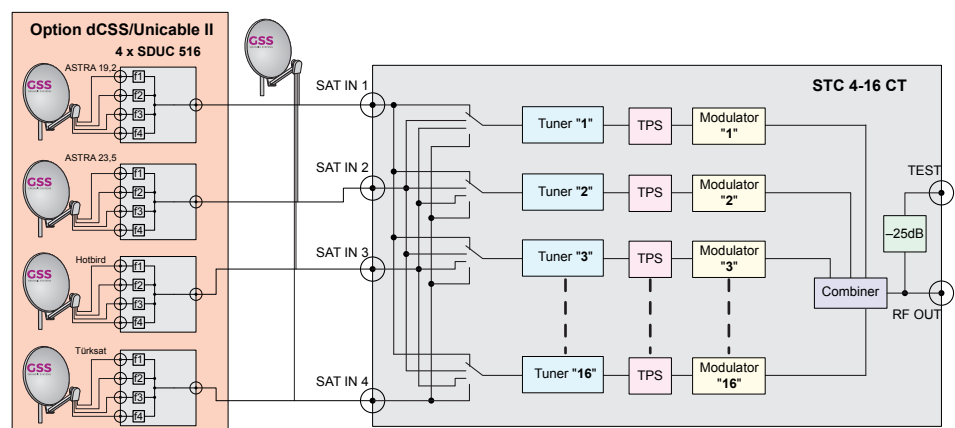 Option dCSS/Unicable II
4 x SDUC 516
ASTRA 19,2
GSS
f1
f2
f3
f4
ASTRA 23,5
GSS
f1
f2
f3
f4
Hotbird
GSS
f1
f2
f3
f4
Türksat
GSS
f1
f2
f3
f4
GSS
SAT IN 1
SAT IN 2
SAT IN 3
SAT IN 4
STC 4-16 CT
Tuner "1"
TPS
Modulator
"1"
Tuner "2"
TPS
Modulator
"2"
Tuner "3"
TPS
Modulator
"3"
Tuner "16"
TPS
Modulator
"16"
Combiner
–25dB
TEST
RF OUT